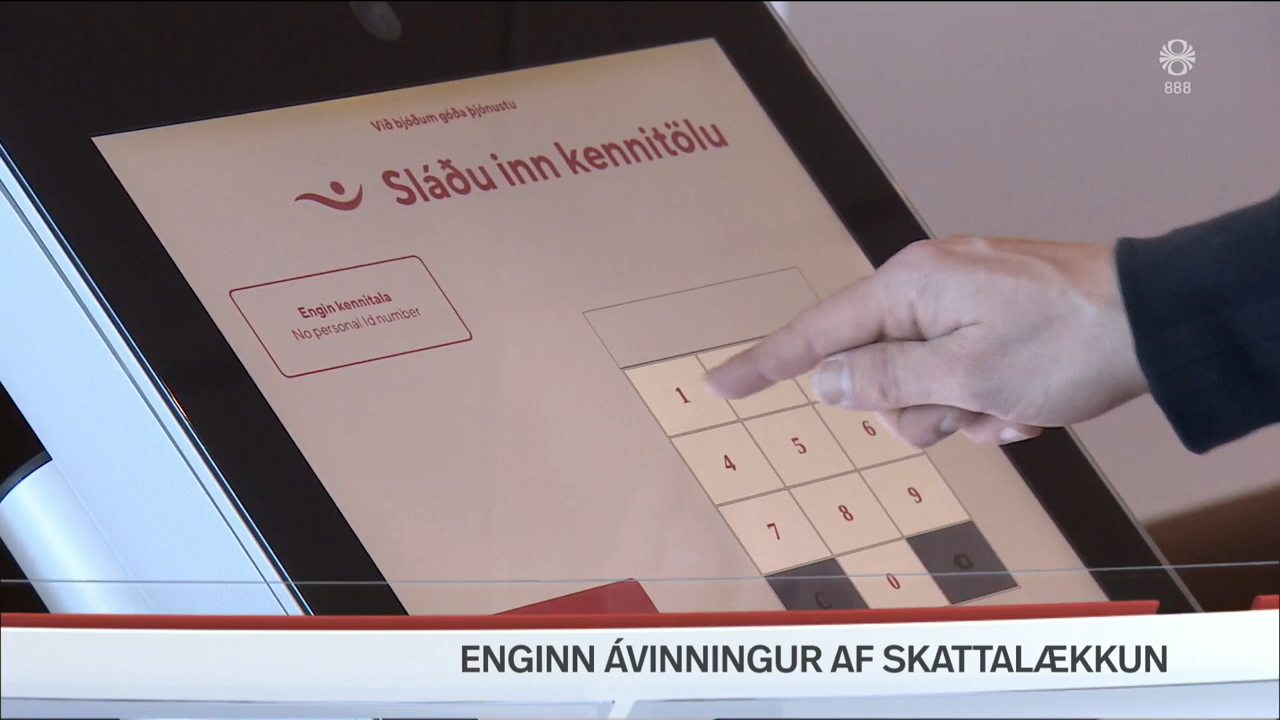 888
Við bjóðum góða þjónustu
Sláðu inn kennitölu
Engin kennitala
No personal id number
1
4 5 6
7 8 9
C 0
ENGINN ÁVINNINGUR AF SKATTALÆKKUN